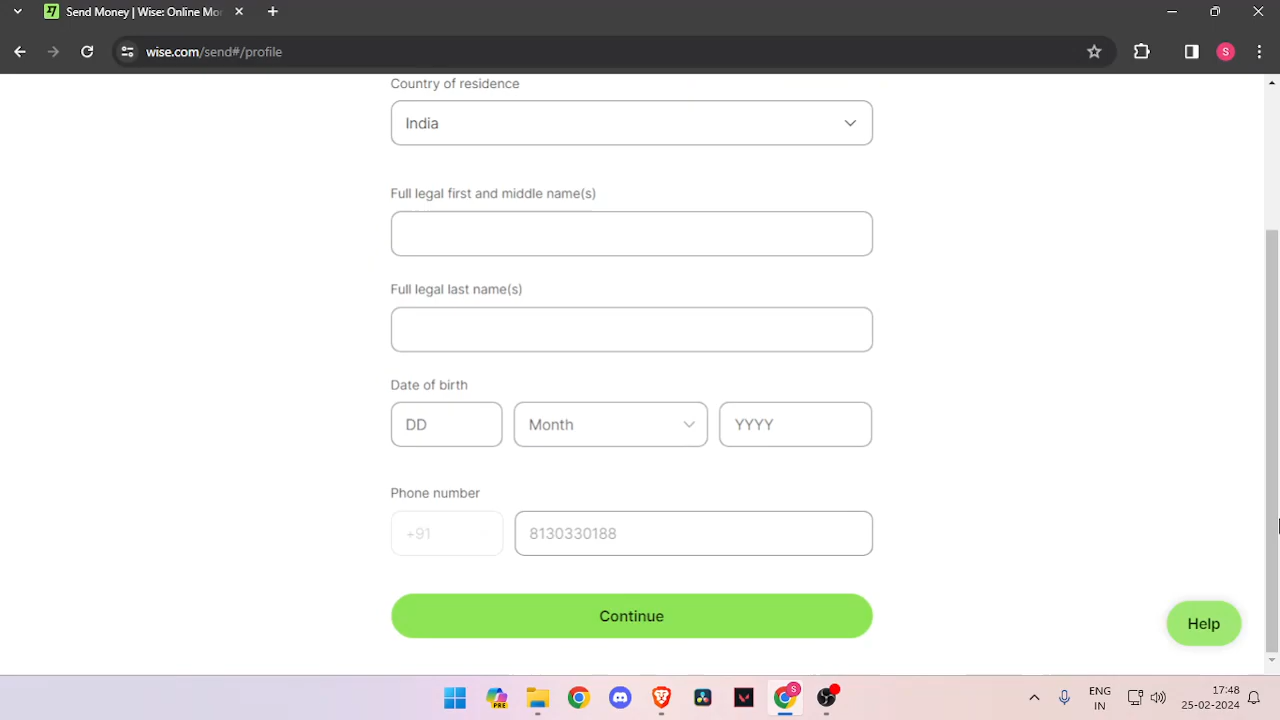 Send Money | Wise: Online Mon
wise.com/send#/profile
S
Country of residence
India
Full legal first and middle name(s)
Full legal last name(s)
Date of birth
DD Month YYYY
Phone number
+91 8130330188
Continue
Help
PRE
S
ENG
IN
17:48
25-02-2024